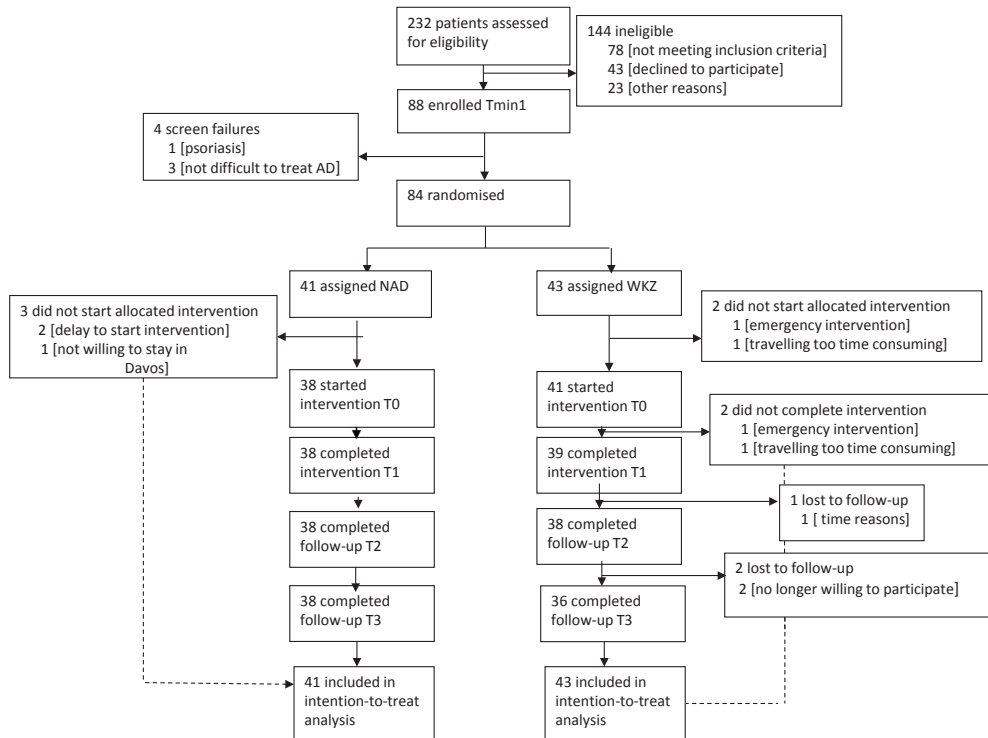 232 patients assessed
for eligibility
144 ineligible
78 [not meeting inclusion criteria]
43 [declined to participate]
23 [other reasons]
88 enrolled Tmin1
4 screen failures
1 [psoriasis]
3 [not difficult to treat AD]
84 randomised
41 assigned NAD
43 assigned WKZ
3 did not start allocated intervention
2 [delay to start intervention]
1 [not willing to stay in
Davos]
2 did not start allocated intervention
1 [emergency intervention]
1 [travelling too time consuming]
38 started
intervention T0
41 started
intervention T0
2 did not complete intervention
1 [emergency intervention]
1 [travelling too time consuming]
38 completed
intervention T1
39 completed
intervention T1
1 lost to follow-up
1 [ time reasons]
38 completed
follow-up T2
38 completed
follow-up T2
2 lost to follow-up
2 [no longer willing to participate]
38 completed
follow-up T3
36 completed
follow-up T3
41 included in
intention-to-treat
analysis
43 included in
intention-to-treat
analysis